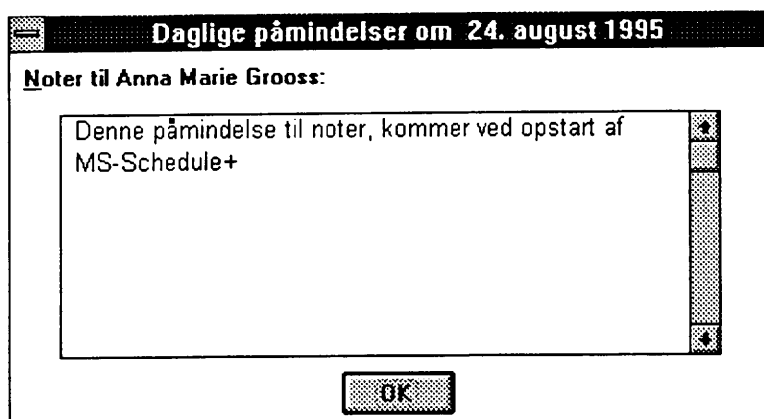 Daglige påmindelser om 24. august 1995
Noter til Anna Marie Grooss:
Denne påmindelse til noter, kommer ved opstart af
MS-Schedule+
OK